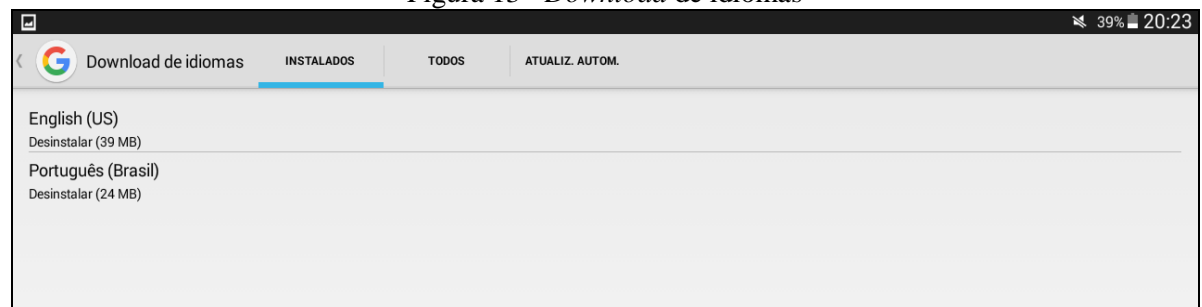 Figura 13 - Download de idiomas
39% 20:23
Download de idiomas INSTALADOS TODOS ATUALIZ. AUTOM.
English (US)
Desinstalar (39 MB)
Português (Brasil)
Desinstalar (24 MB)